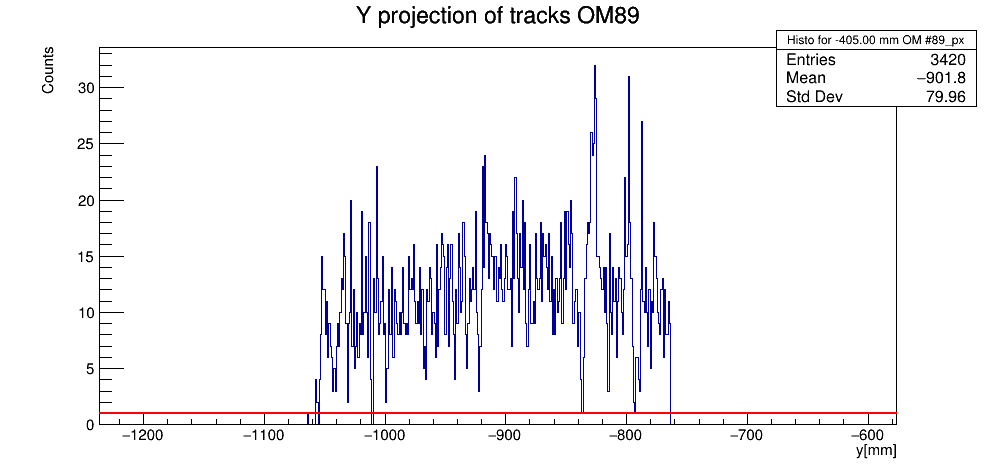 Y projection of tracks OM89
Histo for -405.00 mm OM #89_px
Entries 3420
Mean −901.8
Std Dev 79.96
Counts
30
25
20
15
10
5
0
−1200 −1100 −1000 −900 −800 −700 −600
y[mm]